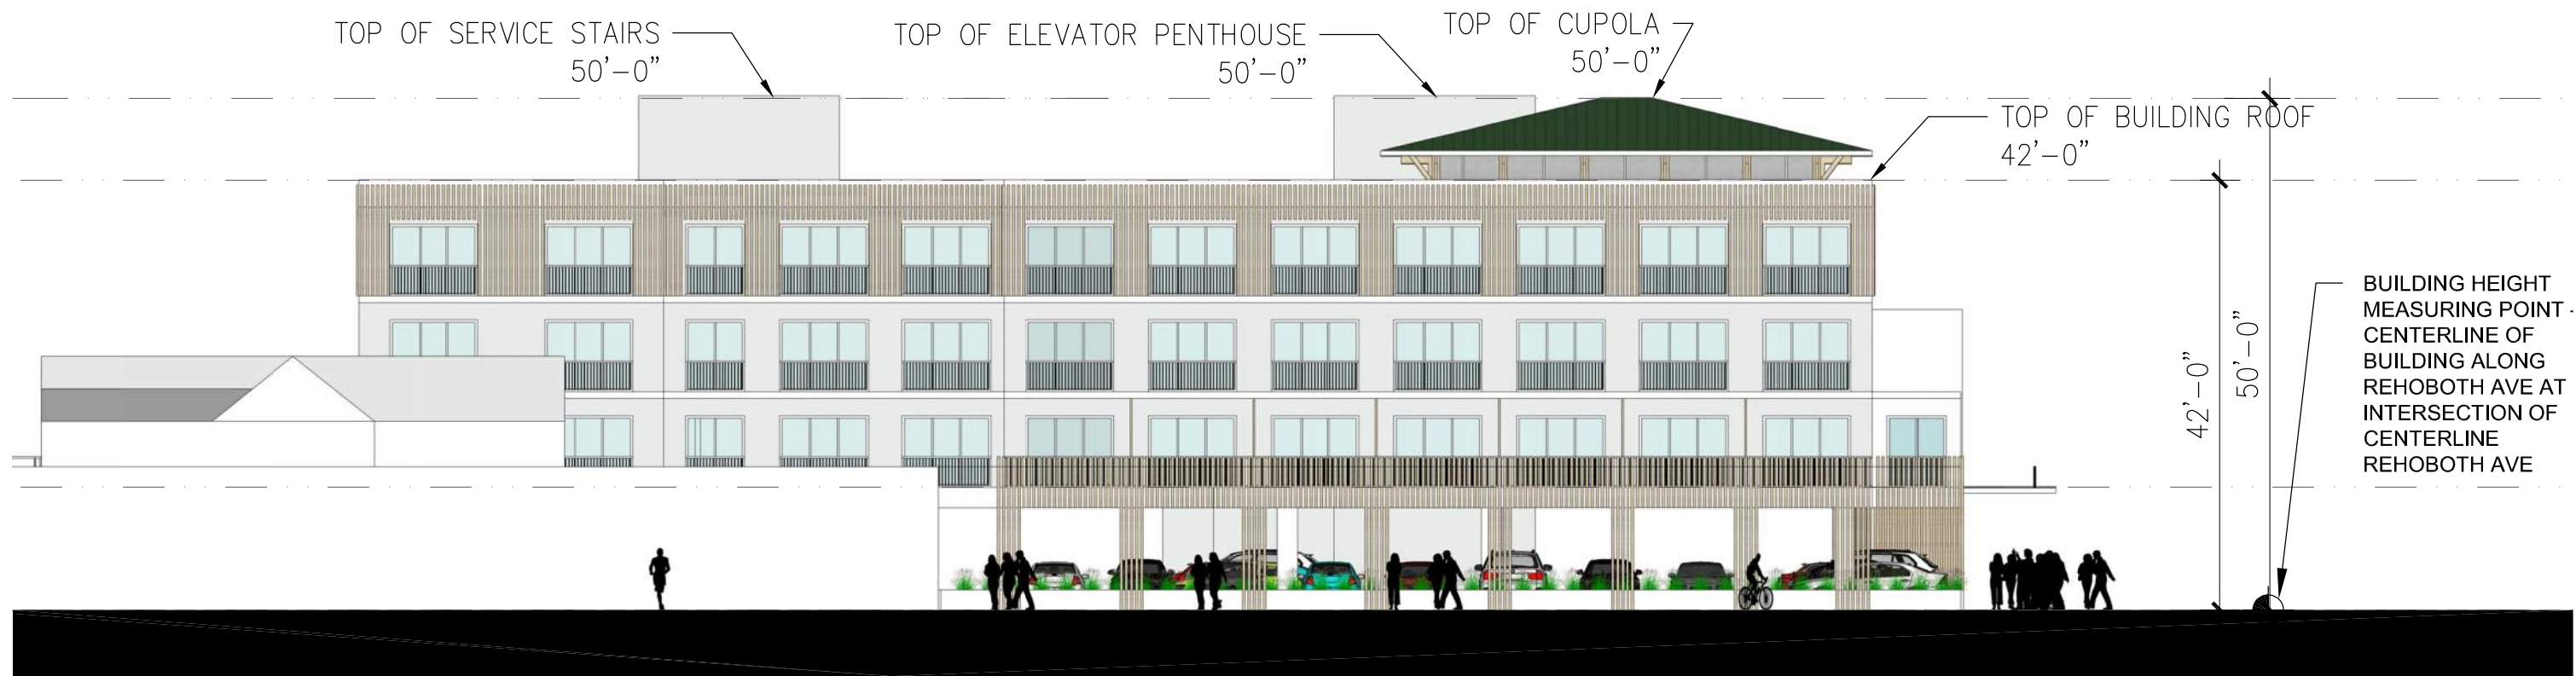 TOP OF SERVICE STAIRS
50'-0"
TOP OF ELEVATOR PENTHOUSE
50'-0"
TOP OF CUPOLA
50'-0"
TOP OF BUILDING ROOF
42'-0"
42'-0"
50'-0"
BUILDING HEIGHT
MEASURING POINT -
CENTERLINE OF
BUILDING ALONG
REHOBOTH AVE AT
INTERSECTION OF
CENTERLINE
REHOBOTH AVE